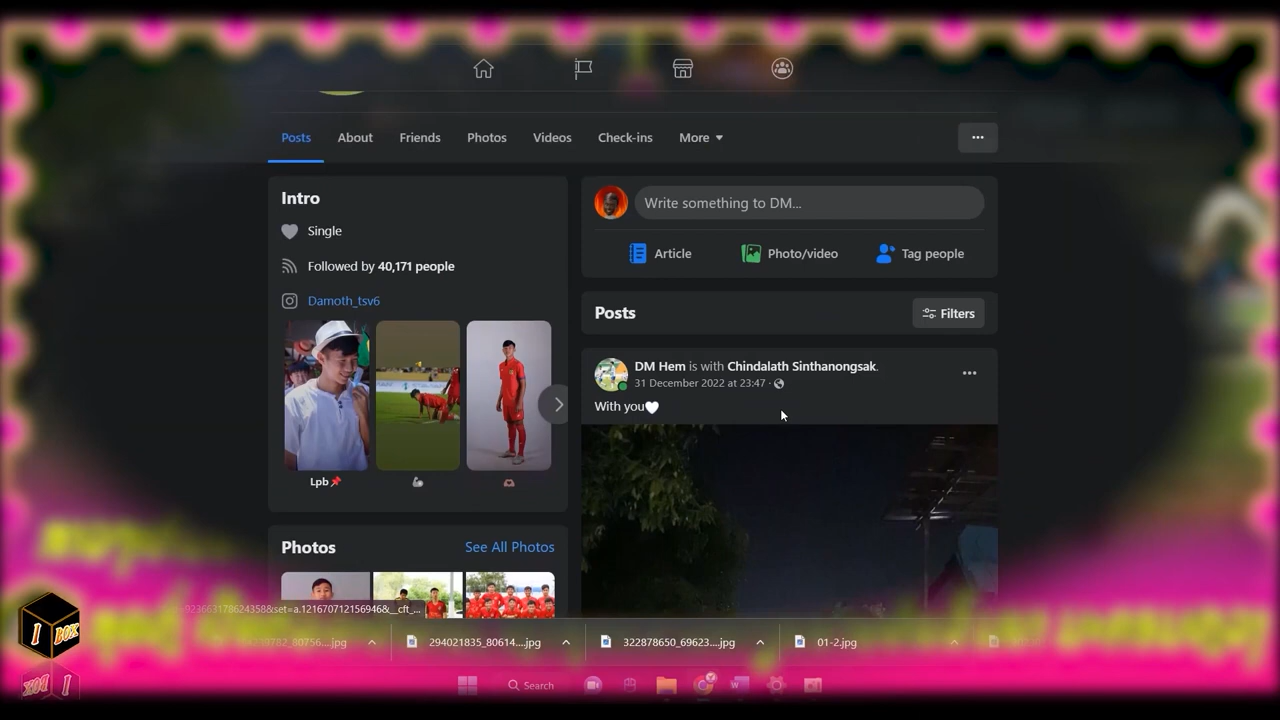 Posts About Friends Photos Videos Check-ins More
Intro
Single
Followed by 40,171 people
Damoth_tsv6
Lpb
Photos
See All Photos
Write something to DM...
Article Photo/video Tag people
Posts
Filters
DM Hem is with Chindalath Sinthanongsak.
31 December 2022 at 23:47
With you
294021835_80614....jpg 322878650_69623....jpg 01-2.jpg
Search
I BOX